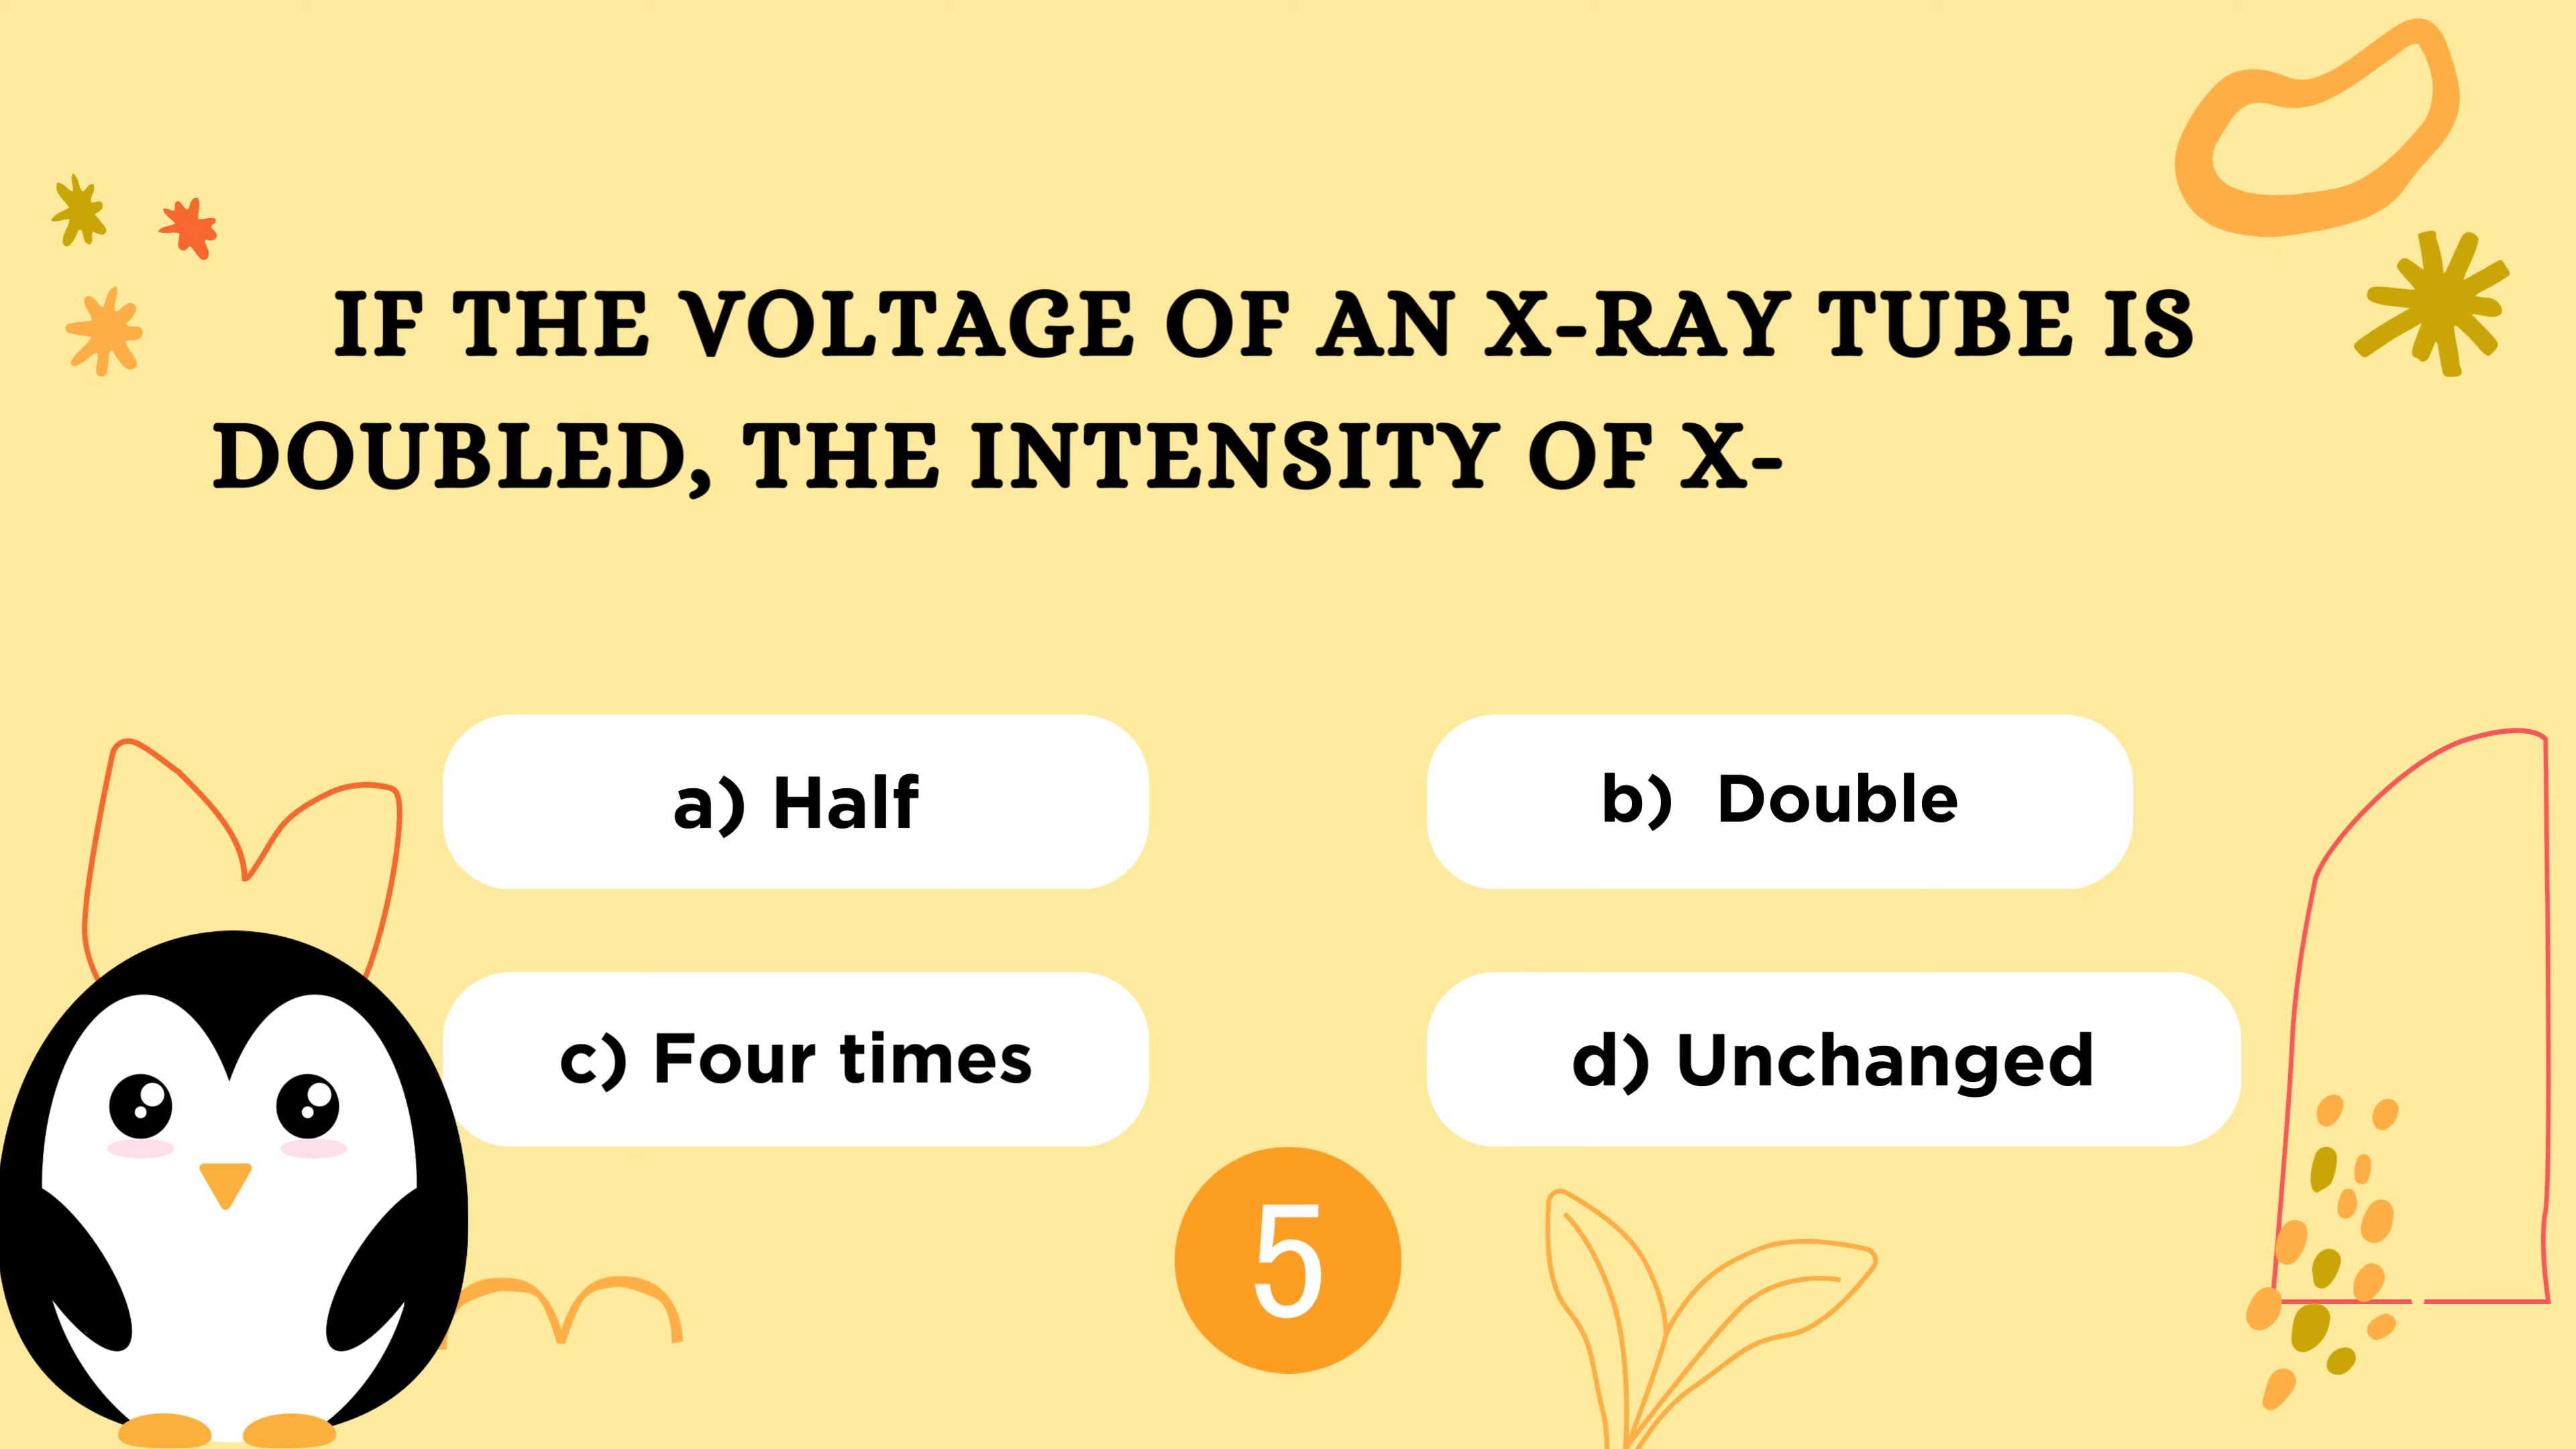 IF THE VOLTAGE OF AN X-RAY TUBE IS
DOUBLED, THE INTENSITY OF X-
a) Half
b) Double
c) Four times
d) Unchanged
5